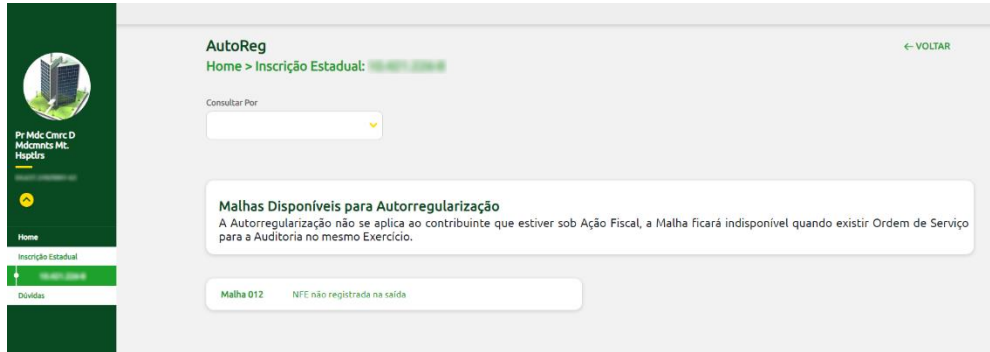 AutoReg
← VOLTAR
Home > Inscrição Estadual:
Consultar Por
Pr Mdc Cmrc D
Mdcmnts Mt.
Hsptlrs
Home
Inscrição Estadual
Dúvidas
Malhas Disponíveis para Autorregularização
A Autorregularização não se aplica ao contribuinte que estiver sob Ação Fiscal, a Malha ficará indisponível quando existir Ordem de Serviço
para a Auditoria no mesmo Exercício.
Malha 012 NFE não registrada na saída